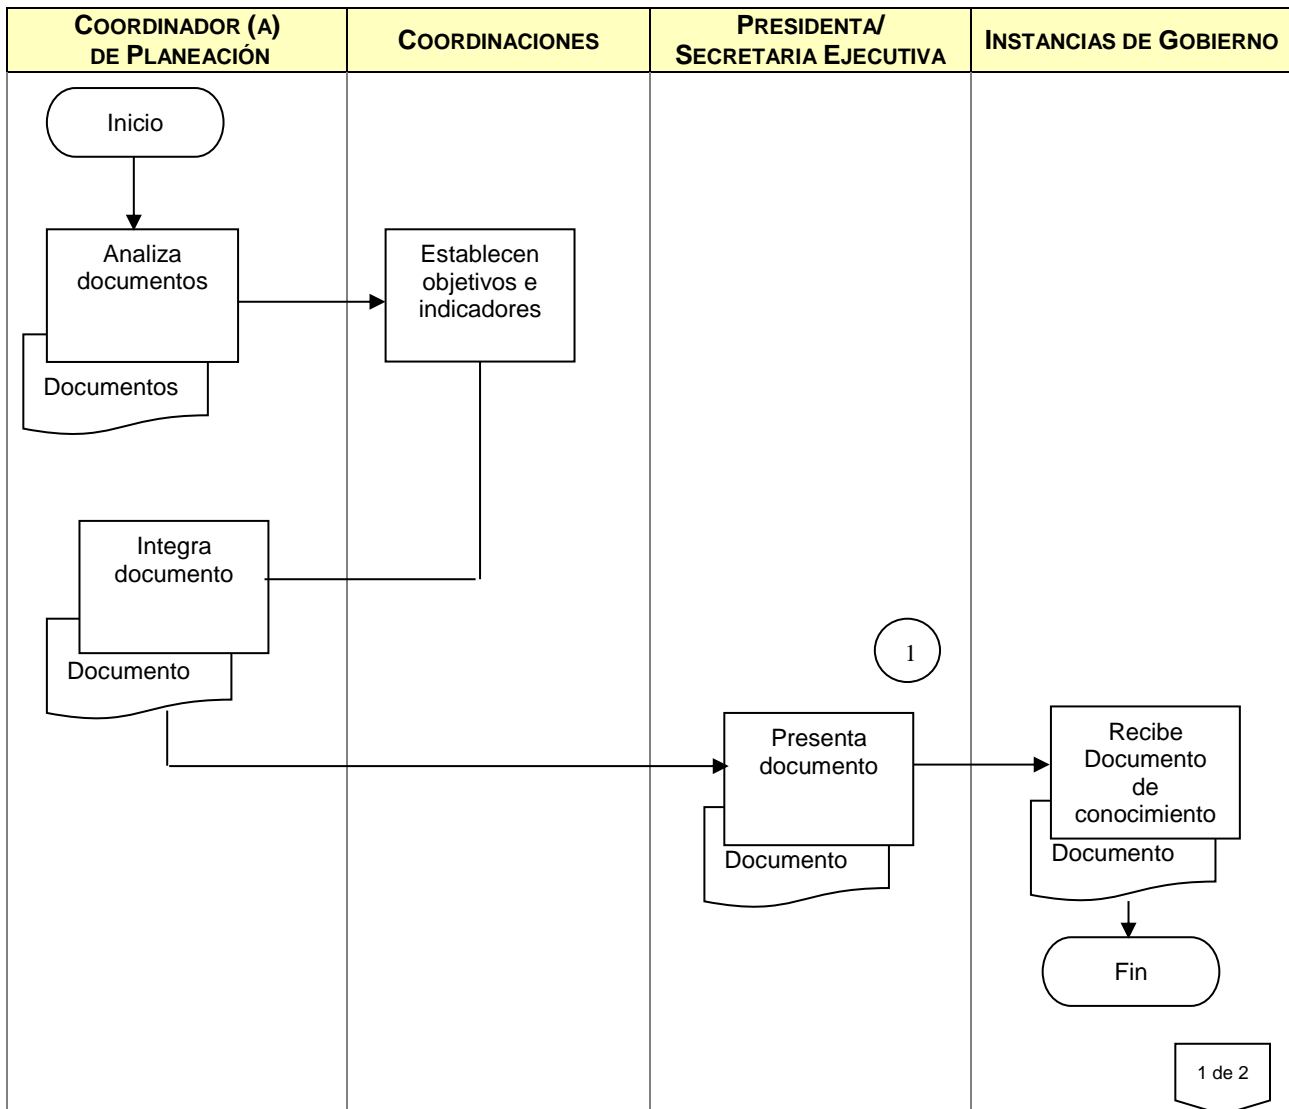 COORDINADOR (A)
DE PLANEACIÓN
COORDINACIONES
PRESIDENTA/
SECRETARIA EJECUTIVA
INSTANCIAS DE GOBIERNO
Inicio
Analiza
documentos
Documentos
Establecen
objetivos e
indicadores
Integra
documento
Documento
1
Presenta
documento
Documento
Recibe
Documento
de
conocimiento
Documento
Fin
1 de 2